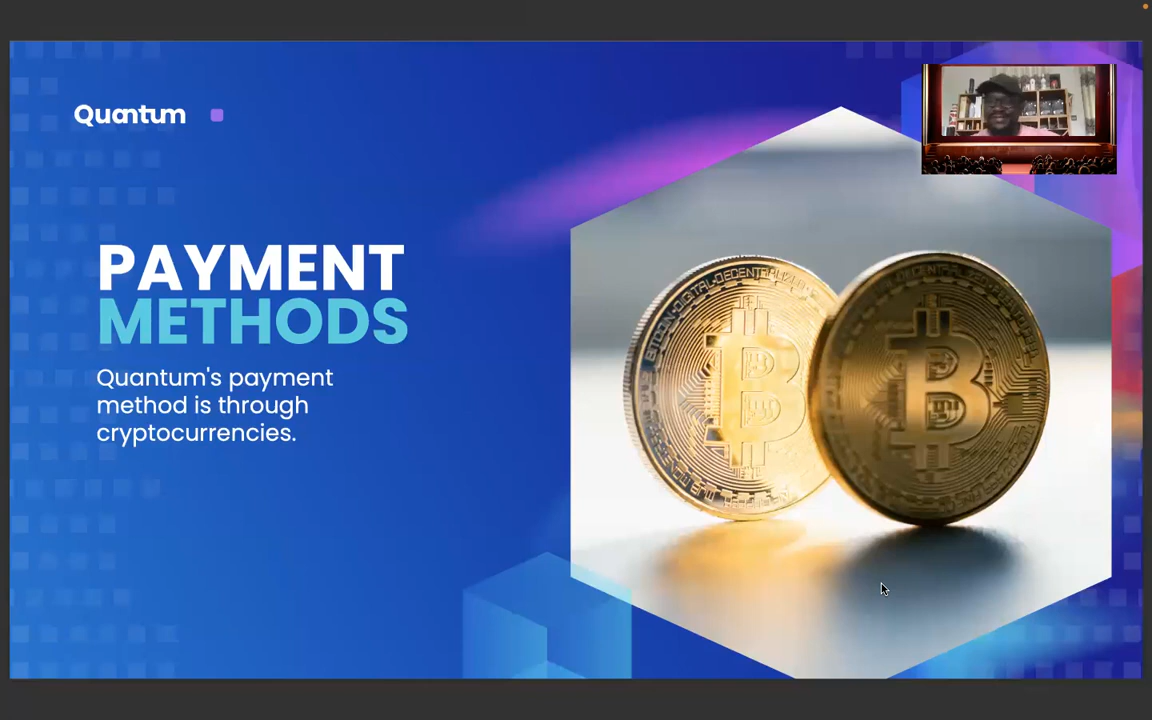 Quantum
PAYMENT
METHODS
Quantum's payment
method is through
cryptocurrencies.